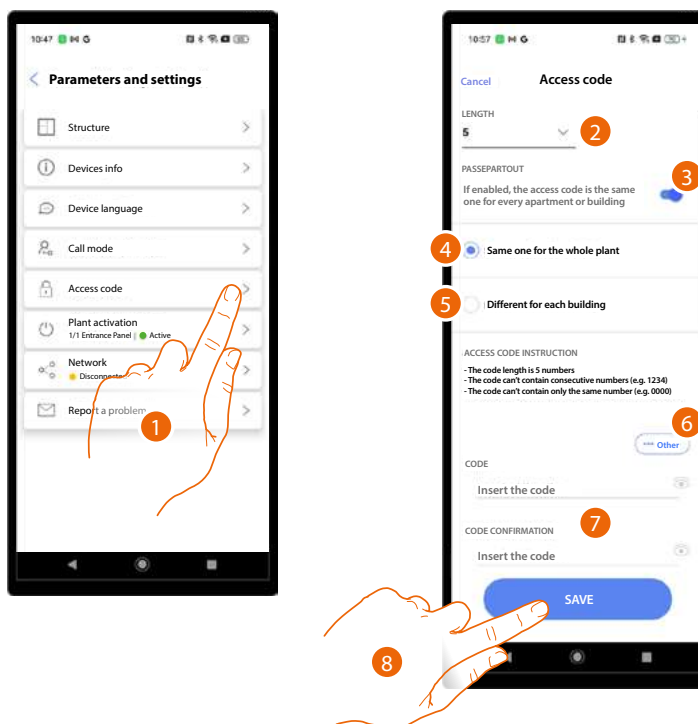 10:47
Parameters and settings
Structure
Devices info
Device language
Call mode
Access code
Plant activation
1/1 Entrance Panel | Active
Network
Report a problem
1
10:57
Cancel
Access code
LENGTH
5
2
PASSEPARTOUT
3
If enabled, the access code is the same
one for every apartment or building
4
Same one for the whole plant
5
Different for each building
ACCESS CODE INSTRUCTION
- The code length is 5 numbers
- The code can't contain consecutive numbers (e.g. 1234)
- The code can't contain only the same number (e.g. 0000)
6
*** Other
CODE
Insert the code
7
CODE CONFIRMATION
Insert the code
SAVE
8